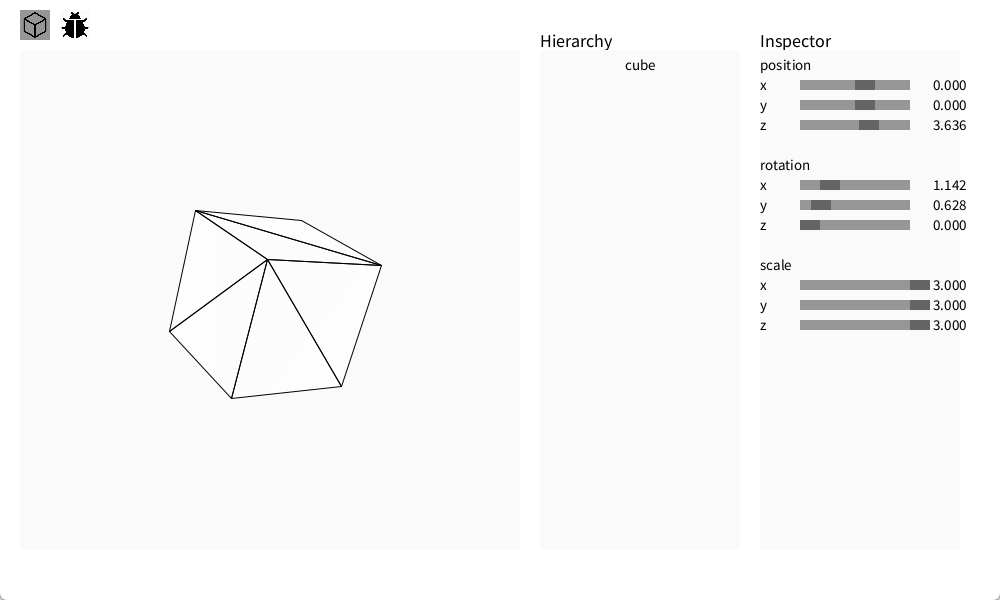 Hierarchy
cube
Inspector
position
x 0.000
y 0.000
z 3.636
rotation
x 1.142
y 0.628
z 0.000
scale
x 3.000
y 3.000
z 3.000